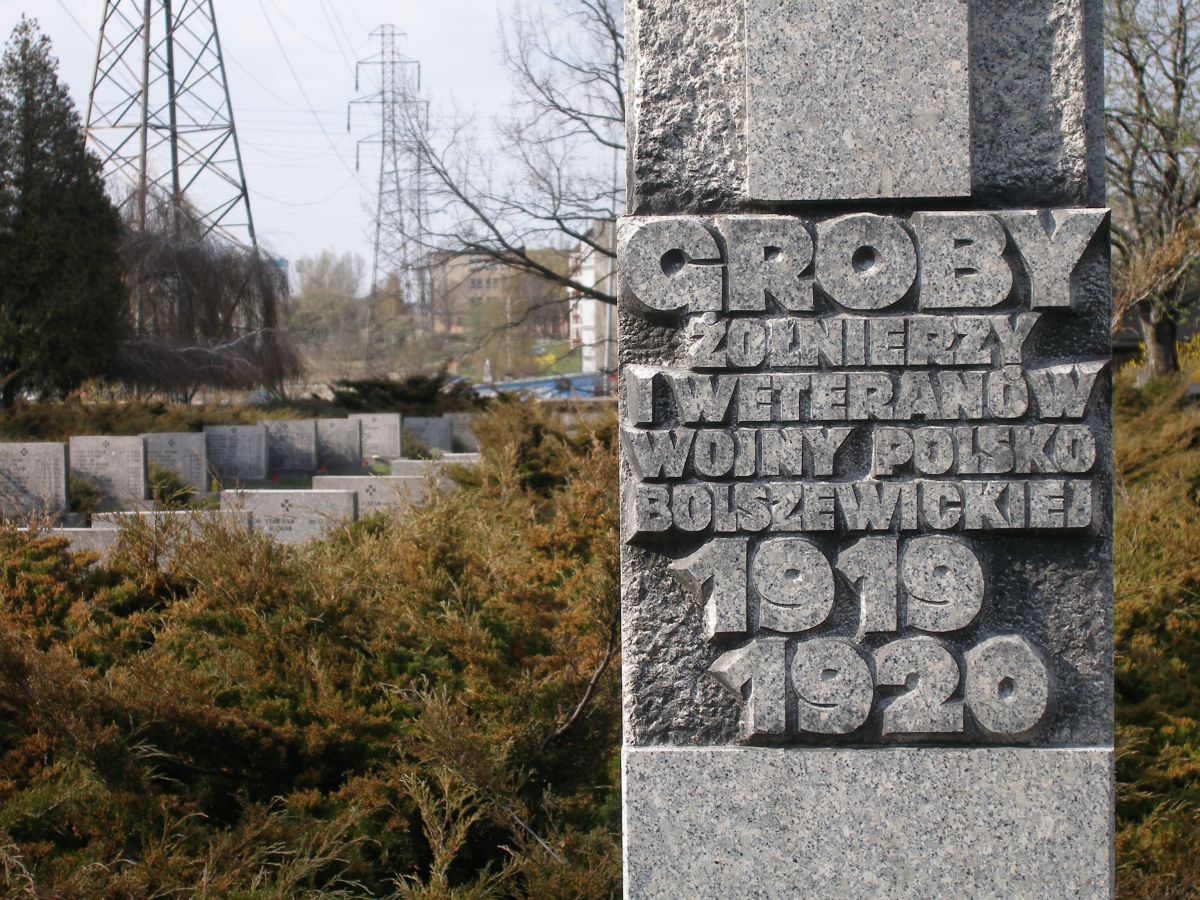 GROBY
ŻOŁNIERZY
I WETERANÓW
WOJNY POLSKO
BOLSZEWICKIEJ
1919
1920